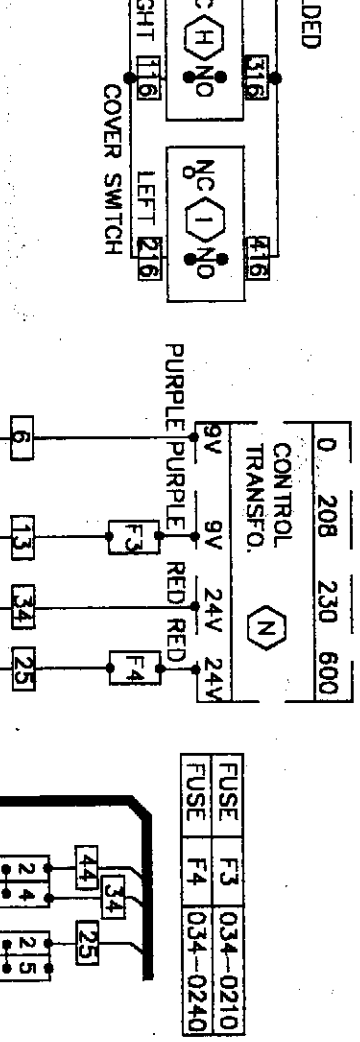 LDED
316
416
C H NO
NC I NO
GHT 116
LEFT 216
COVER SWITCH
0 208 230 600
CONTROL
TRANSFO.
N
9V 9V 24V 24V
PURPLE PURPLE RED RED
F3 F4
6 13 34 25
FUSE F3 034-0210
FUSE F4 034-0240
44 34 25
2 4 2 5